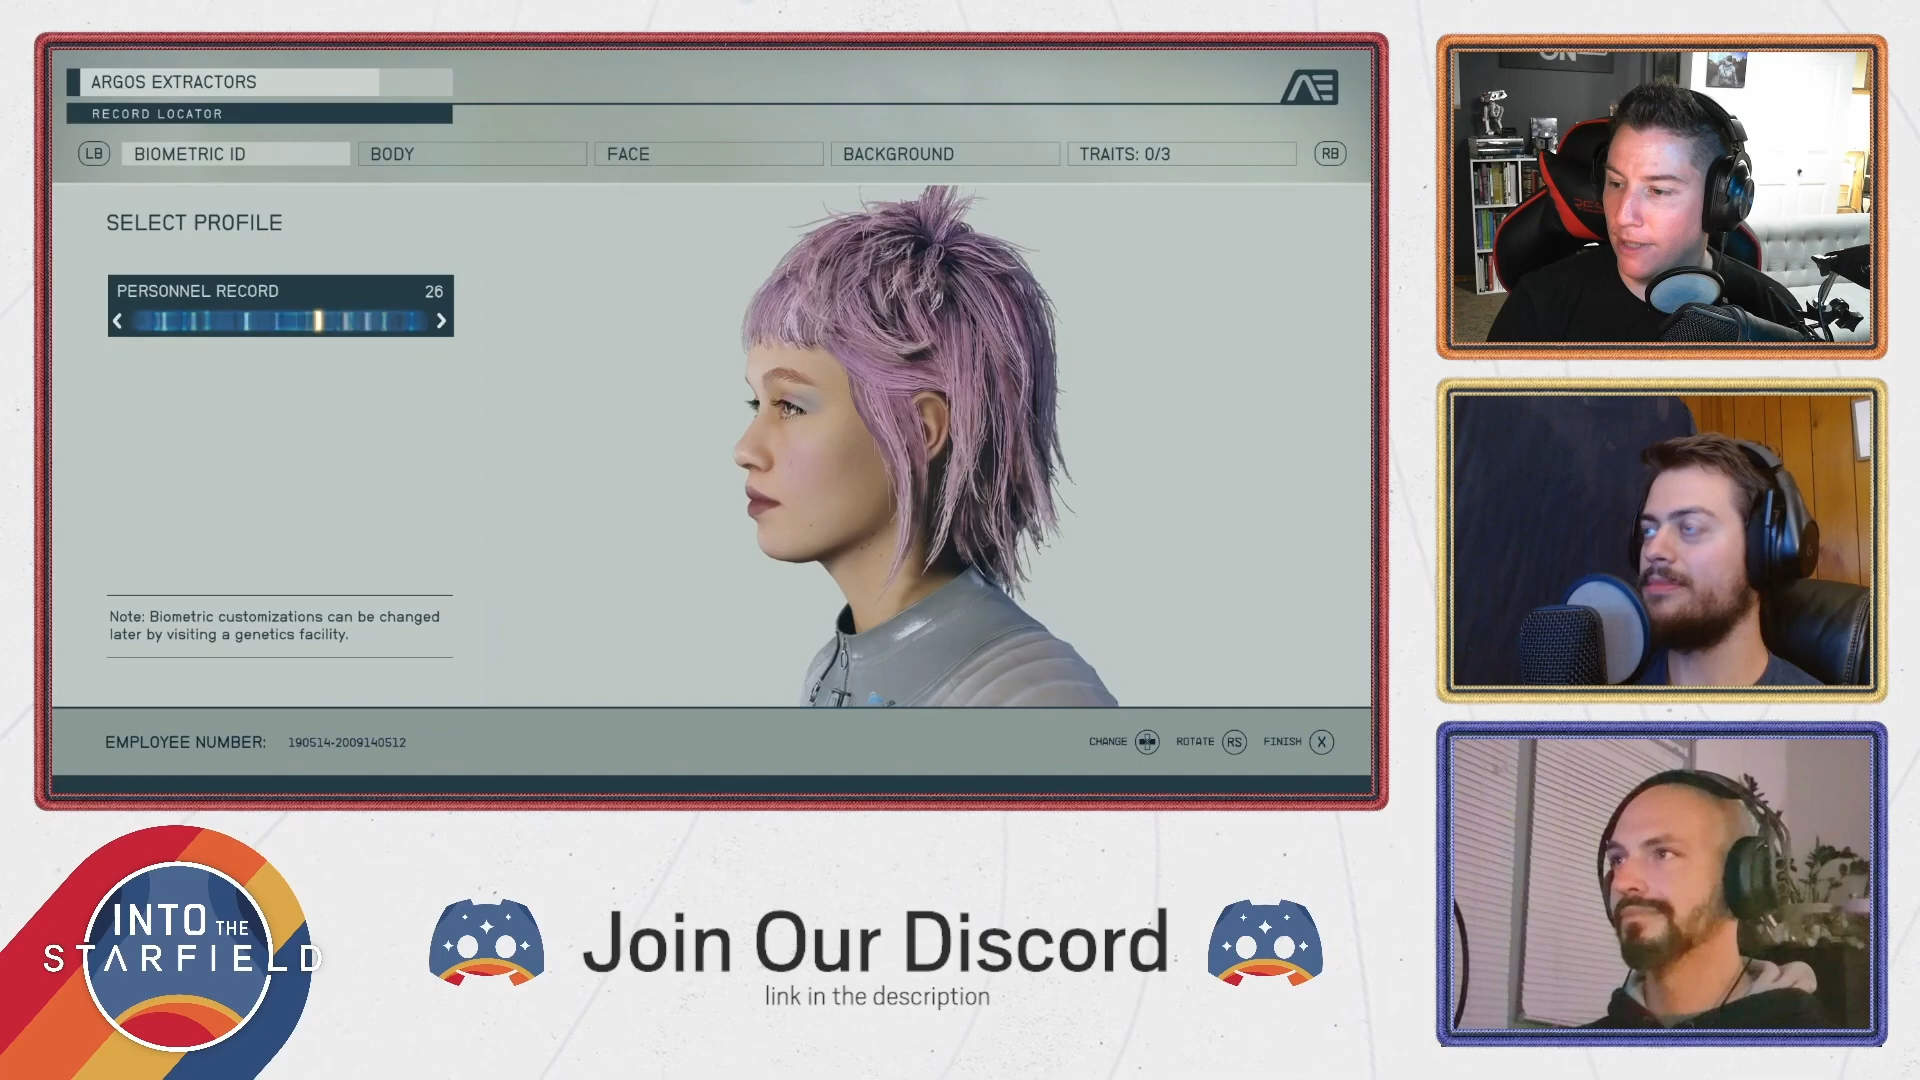 ARGOS EXTRACTORS
RECORD LOCATOR
LB BIOMETRIC ID BODY FACE BACKGROUND TRAITS: 0/3 RB
SELECT PROFILE
PERSONNEL RECORD 26
Note: Biometric customizations can be changed
later by visiting a genetics facility.
EMPLOYEE NUMBER: 190514-2009140512
CHANGE ROTATE RS FINISH X
INTO THE
STARFIELD
Join Our Discord
link in the description
AE
ON